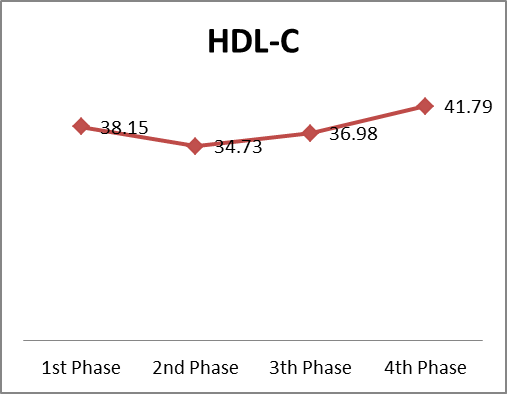 HDL-C
38.15
34.73
36.98
41.79
1st Phase
2nd Phase
3th Phase
4th Phase